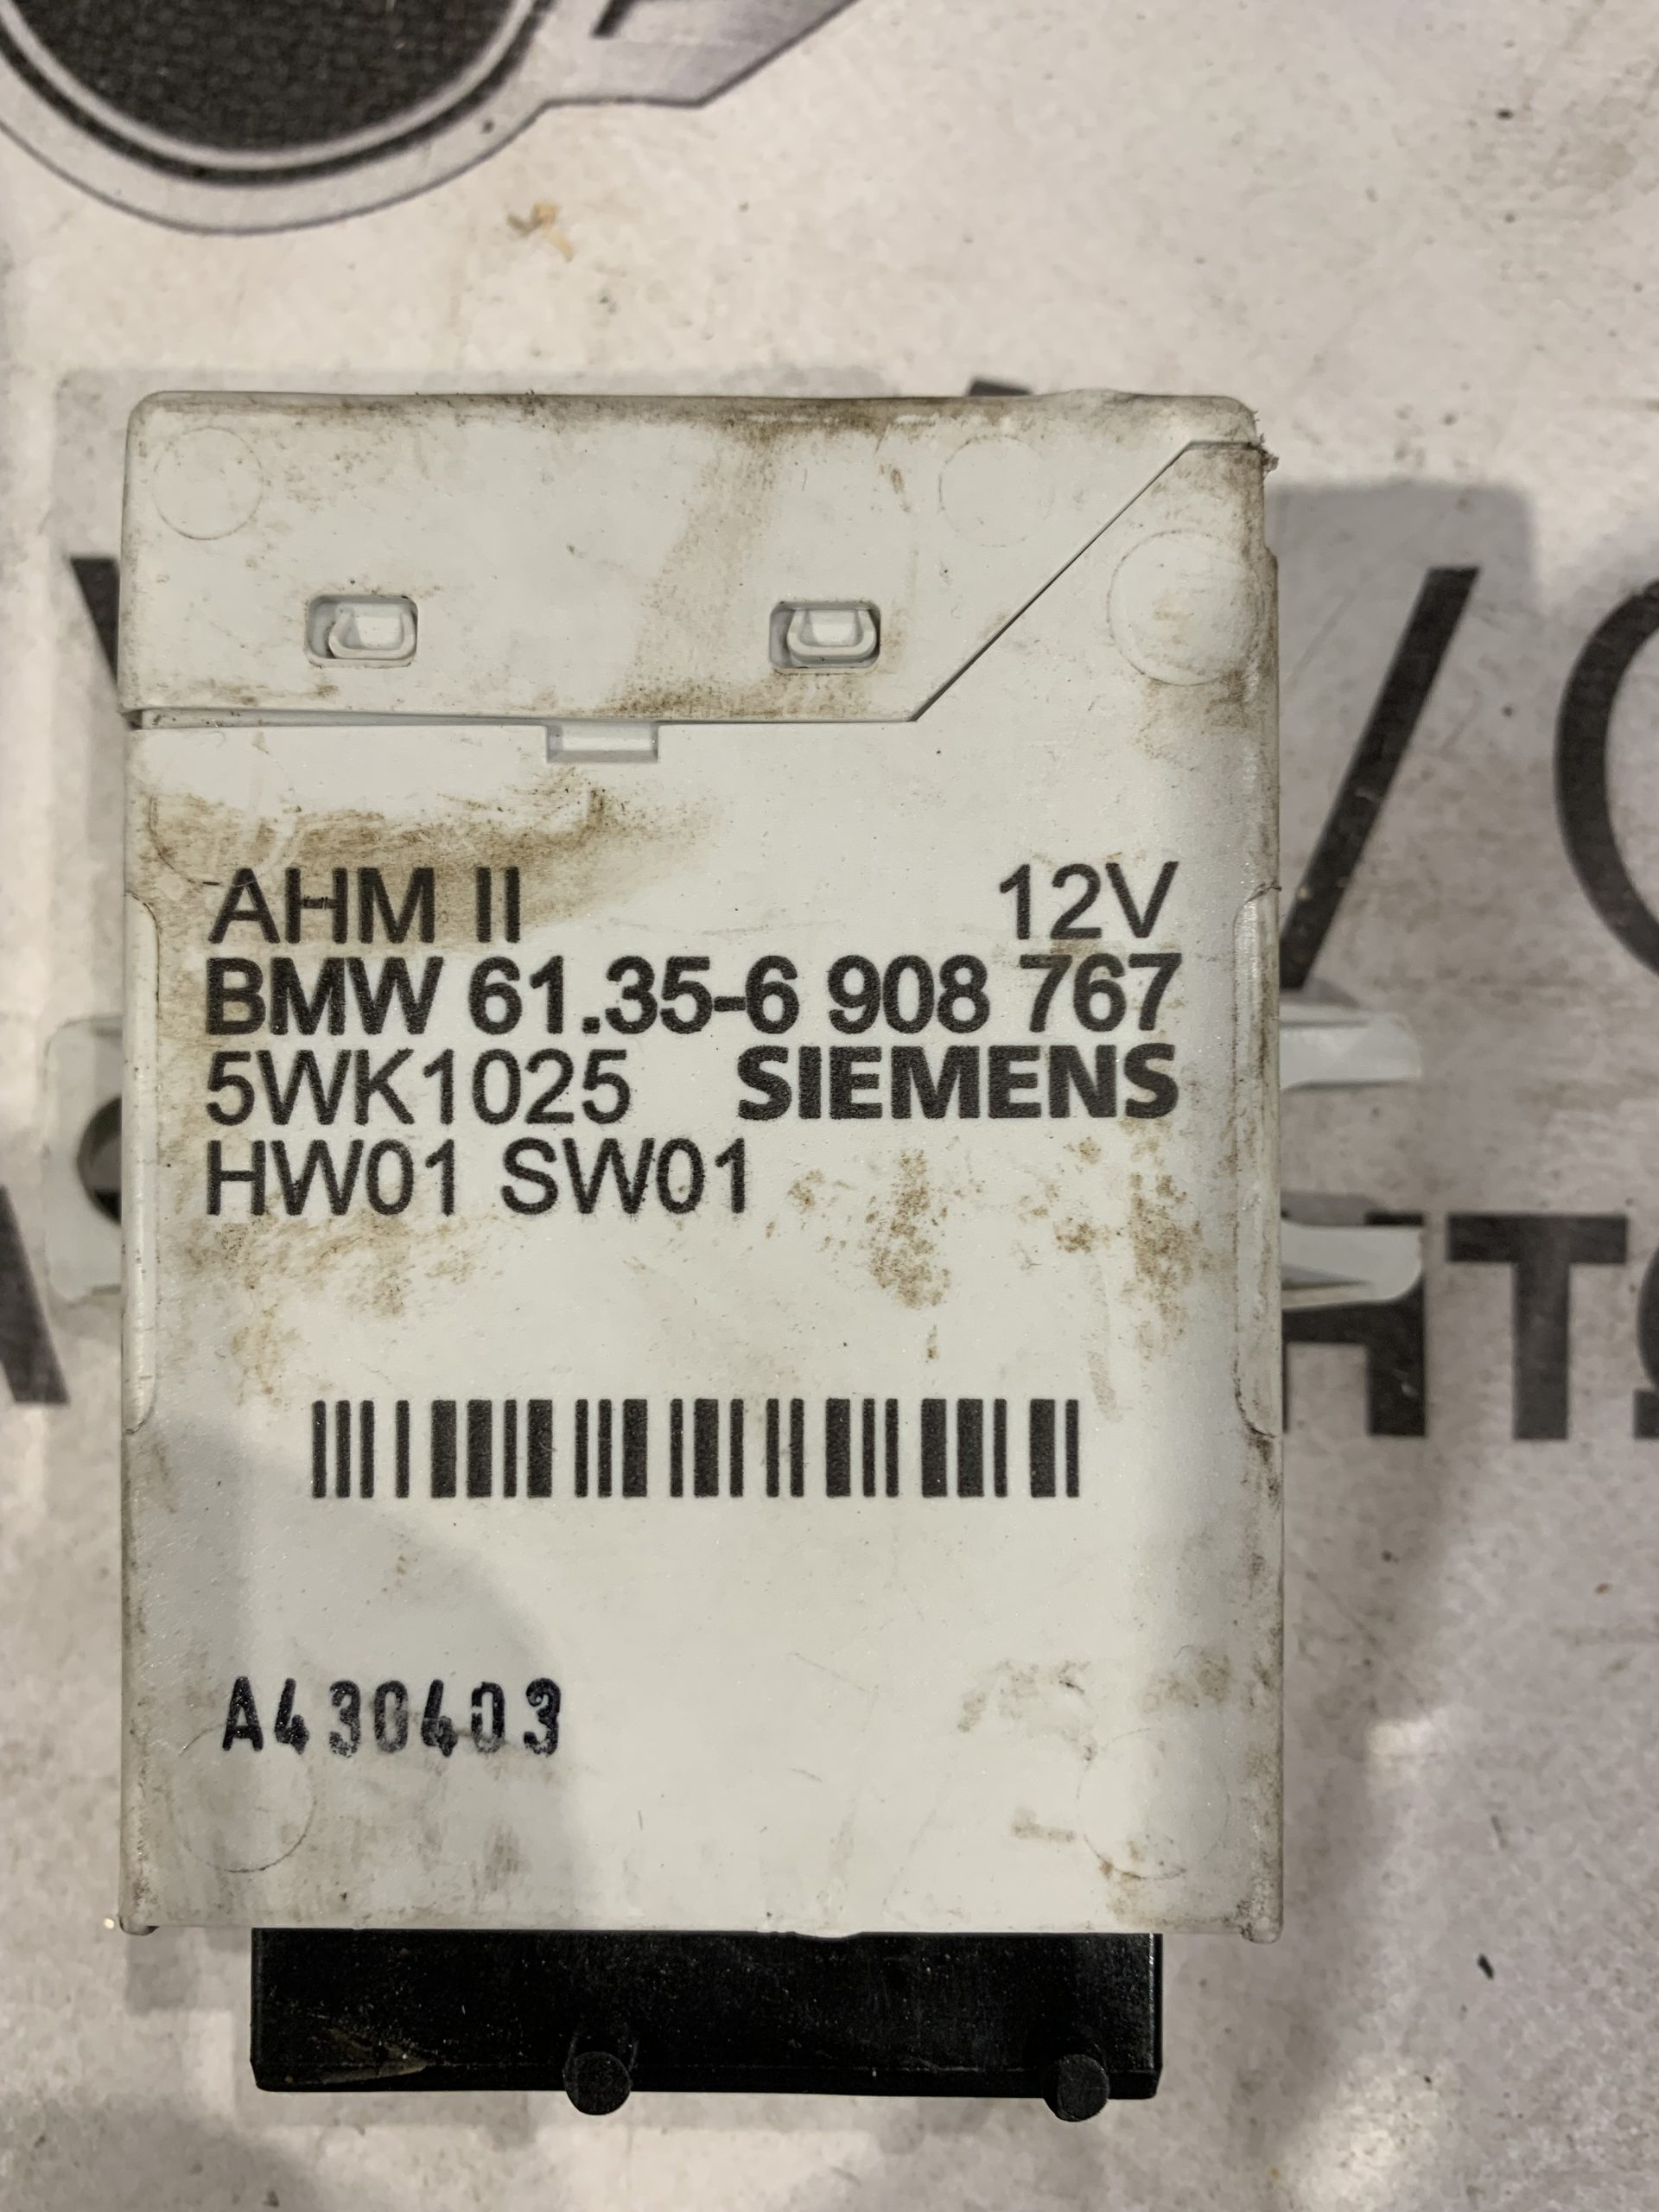 AHM II 12V
BMW 61.35-6 908 767
5WK1025 SIEMENS
HW01 SW01
A430403